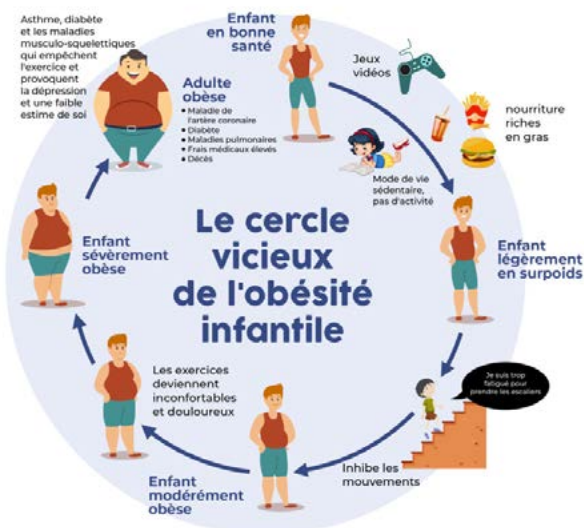 Le cercle
vicieux
de l'obésité
infantile
Enfant
en bonne
santé
Jeux
vidéos
nourriture
riches
en gras
Mode de vie
sédentaire,
pas d'activité
Enfant
légèrement
en surpoids
Je suis trop
fatigué pour
prendre les escaliers
Inhibe les
mouvements
Enfant
modérément
obèse
Les exercices
deviennent
inconfortables
et douloureux
Enfant
sévèrement
obèse
Asthme, diabète
et les maladies
musculo-squelettiques
qui empêchent
l'exercice et
provoquent
la dépression
et une faible
estime de soi
Adulte
obèse
• Maladie de
l'artère coronaire
• Diabète
• Maladies pulmonaires
• Frais médicaux élevés
• Décès